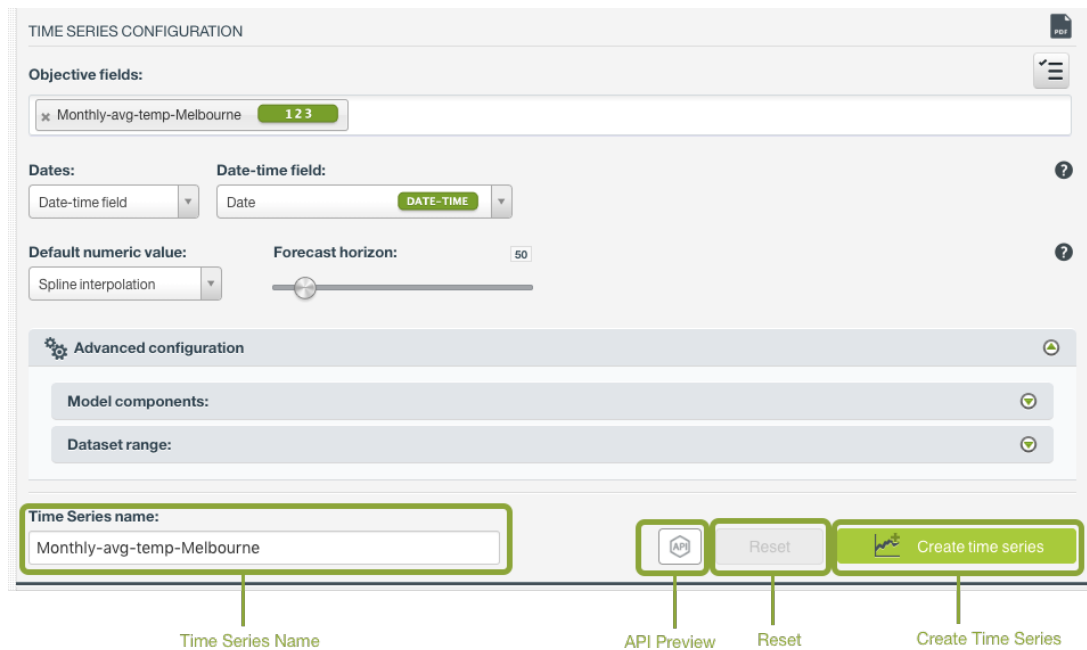 TIME SERIES CONFIGURATION
PDF
Objective fields:
× Monthly-avg-temp-Melbourne 123
Dates: Date-time field: ?
Date-time field Date DATE-TIME
Default numeric value: Forecast horizon: 50 ?
Spline interpolation
Advanced configuration
Model components:
Dataset range:
Time Series name:
Monthly-avg-temp-Melbourne API Reset Create time series
Time Series Name API Preview Reset Create Time Series